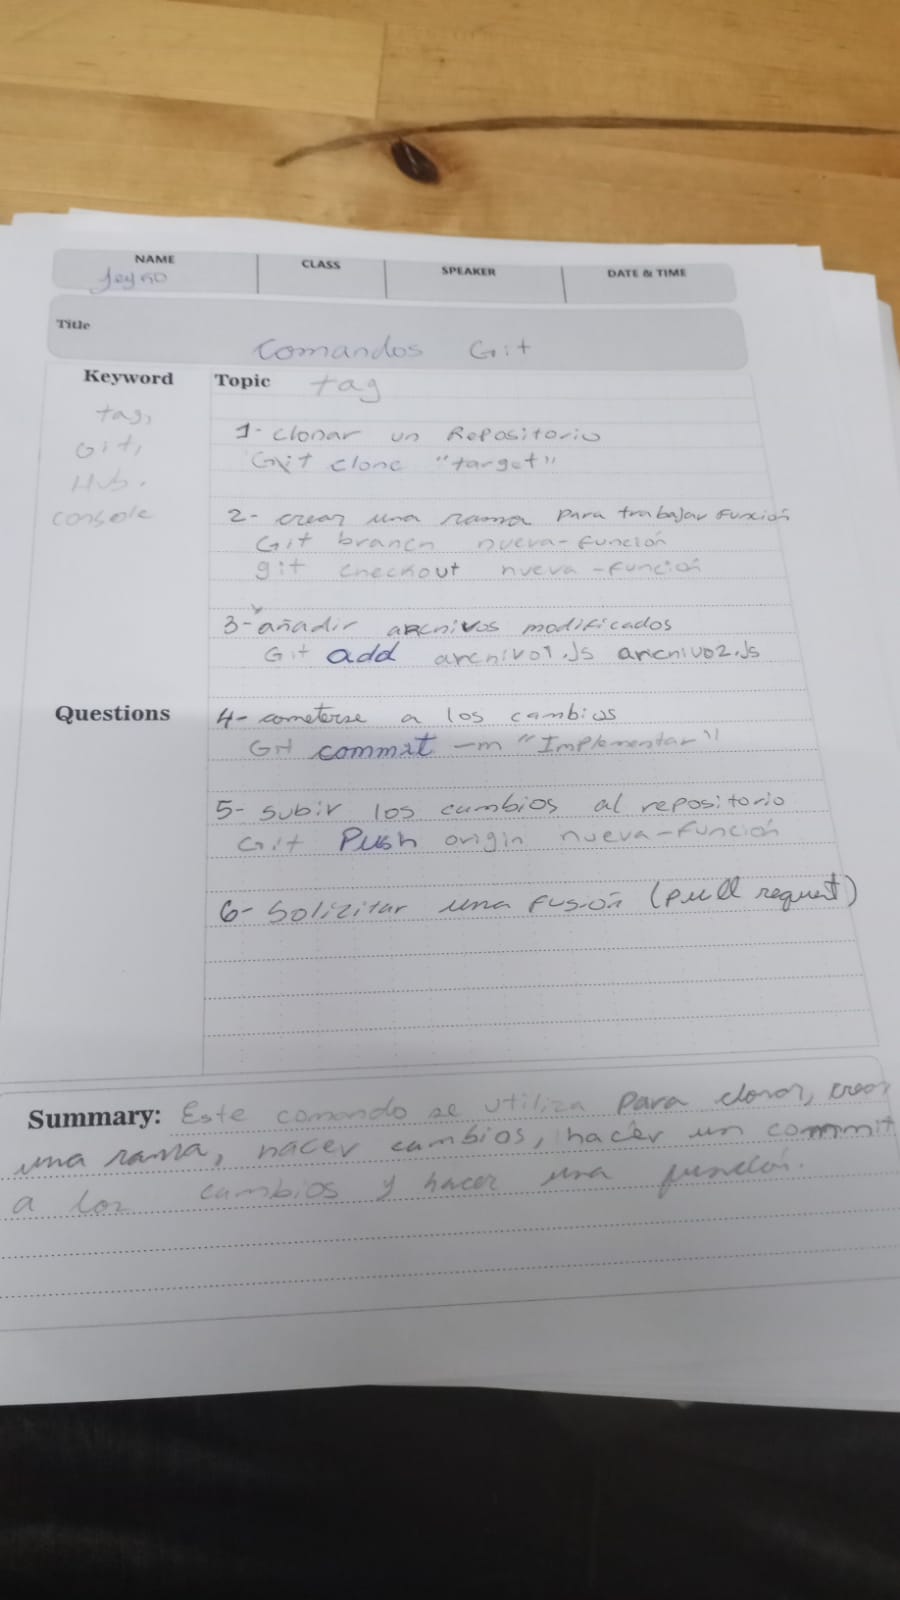 NAME CLASS SPEAKER DATE & TIME
Title
Comandos Git
Keyword Topic tag
tag,
Git,
Hub.
console
1- clonar un Repositorio
Git clone "target"
2- crear una rama para trabajar función
Git branch nueva-función
git checkout nueva-función
3- añadir archivos modificados
Git add archivo1.js archivo2.js
Questions
4- cometerse a los cambios
Git commit -m "Implementar"
5- subir los cambios al repositorio
Git Push origin nueva-función
6- Solizitar una fusión (pull request)
Summary: Este comando se utiliza para clonar, crear
una rama, hacer cambios, hacer un commit
a los cambios y hacer una función.